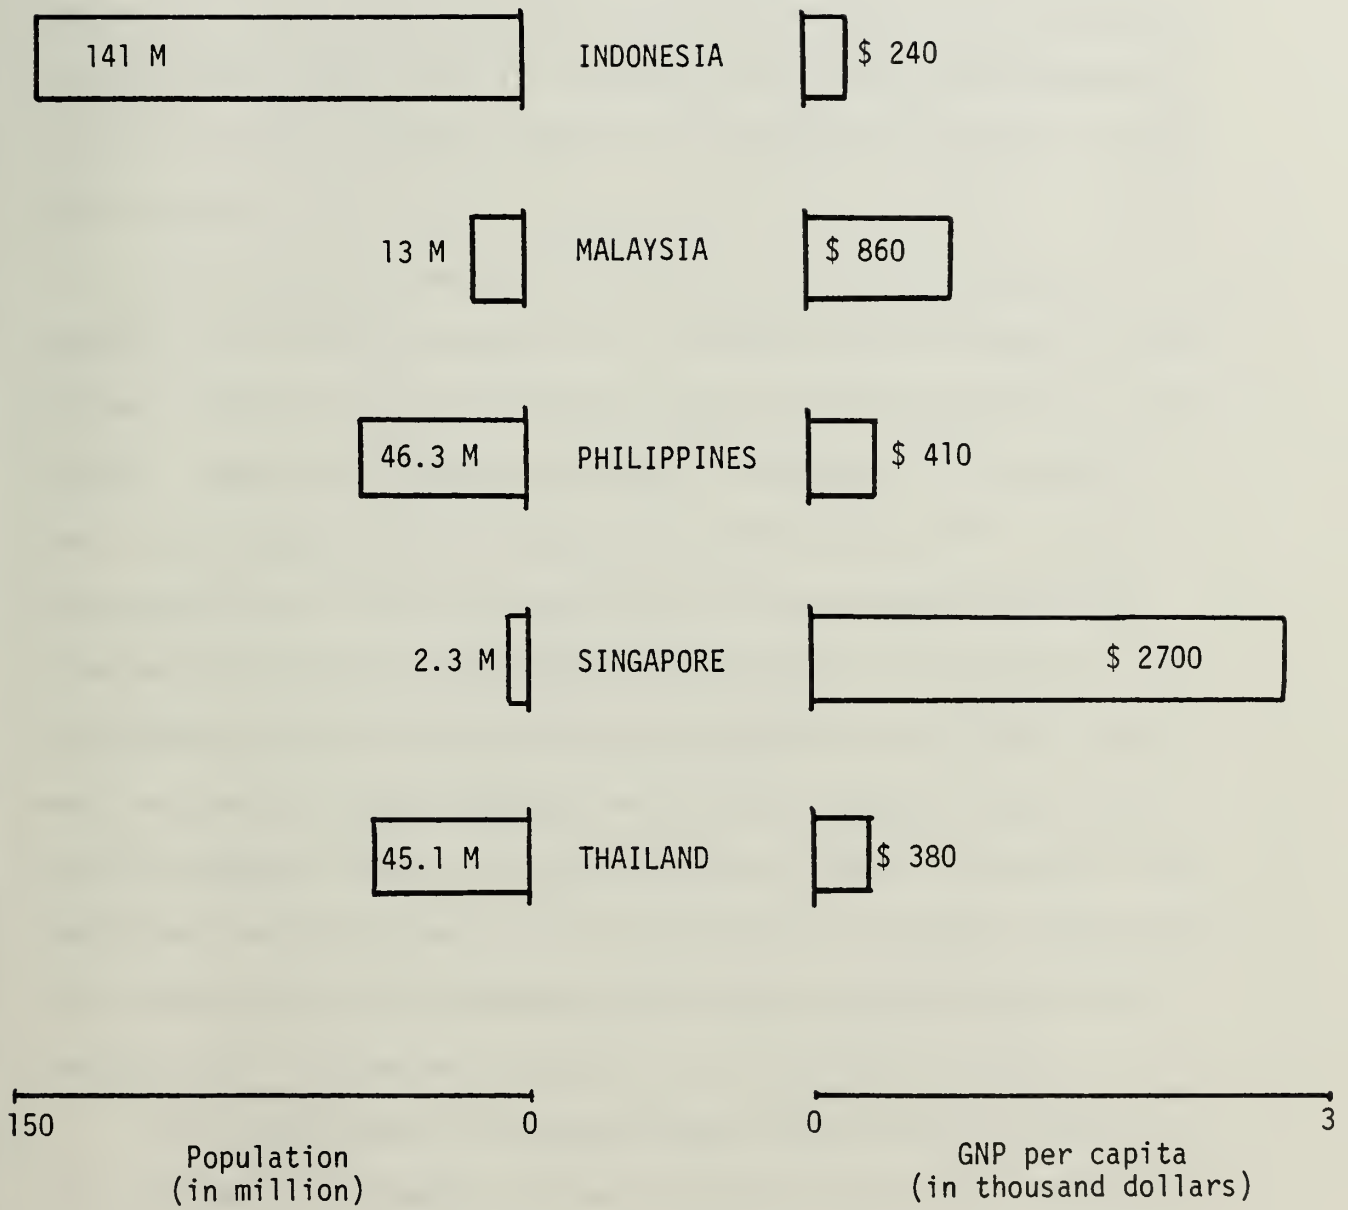 141 M INDONESIA $ 240
13 M MALAYSIA $ 860
46.3 M PHILIPPINES $ 410
2.3 M SINGAPORE $ 2700
45.1 M THAILAND $ 380
150 0 0 3
Population GNP per capita
(in million) (in thousand dollars)